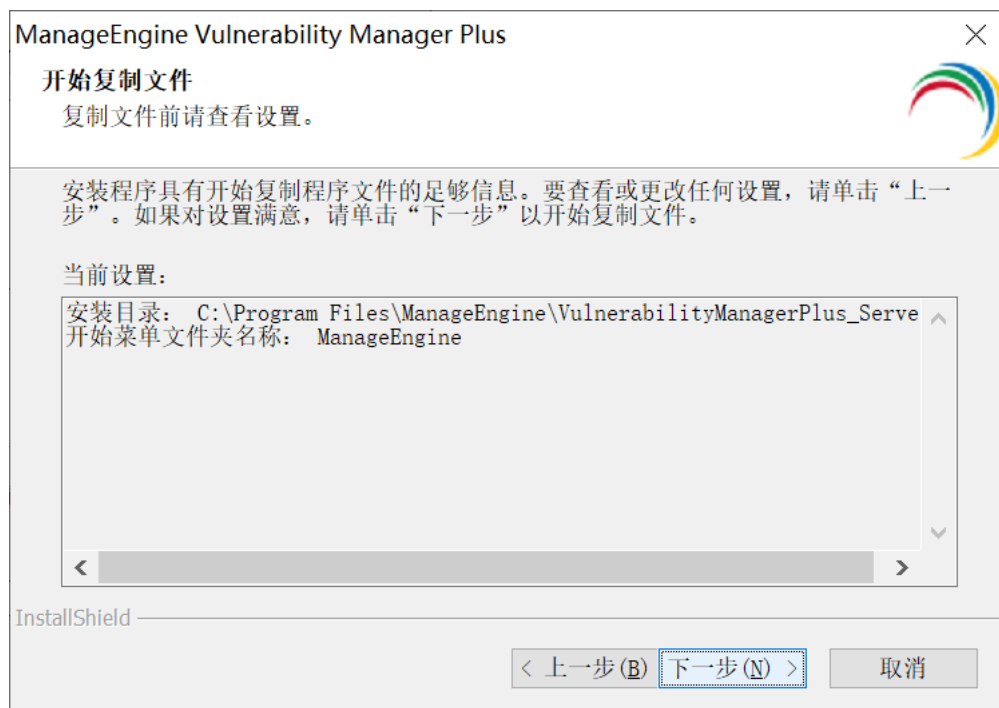 ManageEngine Vulnerability Manager Plus
开始复制文件
复制文件前请查看设置。
安装程序具有开始复制程序文件的足够信息。要查看或更改任何设置，请单击“上一
步”。如果对设置满意，请单击“下一步”以开始复制文件。
当前设置：
安装目录： C:\Program Files\ManageEngine\VulnerabilityManagerPlus_Serve
开始菜单文件夹名称： ManageEngine
InstallShield
< 上一步(B) 下一步(N) > 取消